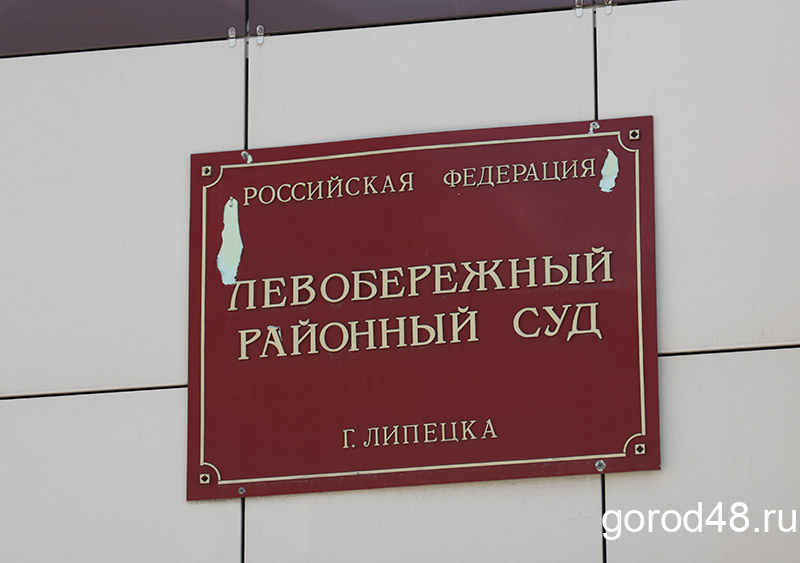 РОССИЙСКАЯ ФЕДЕРАЦИЯ
ЛЕВОБЕРЕЖНЫЙ
РАЙОННЫЙ СУД
Г. ЛИПЕЦКА
gorod48.ru